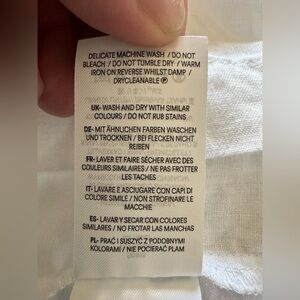 DELICATE MACHINE WASH / DO NOT
BLEACH / DO NOT TUMBLE DRY / WARM
IRON ON REVERSE WHILST DAMP /
DRYCLEANABLE Ⓟ
UK- WASH AND DRY WITH SIMILAR
COLOURS / DO NOT RUB STAINS
DE- MIT ÄHNLICHEN FARBEN WASCHEN
UND TROCKNEN / BEI FLECKEN NICHT
REIBEN
FR- LAVER ET FAIRE SÉCHER AVEC DES
COULEURS SIMILAIRES / NE PAS FROTTER
LES TACHES
IT- LAVARE E ASCIUGARE CON CAPI DI
COLORE SIMILE / NON STROFINARE LE
MACCHIE
ES- LAVAR Y SECAR CON COLORES
SIMILARES / NO FROTAR LAS MANCHAS
PL- PRAĆ I SUSZYĆ Z PODOBNYMI
KOLORAMI / NIE POCIERAĆ PLAM